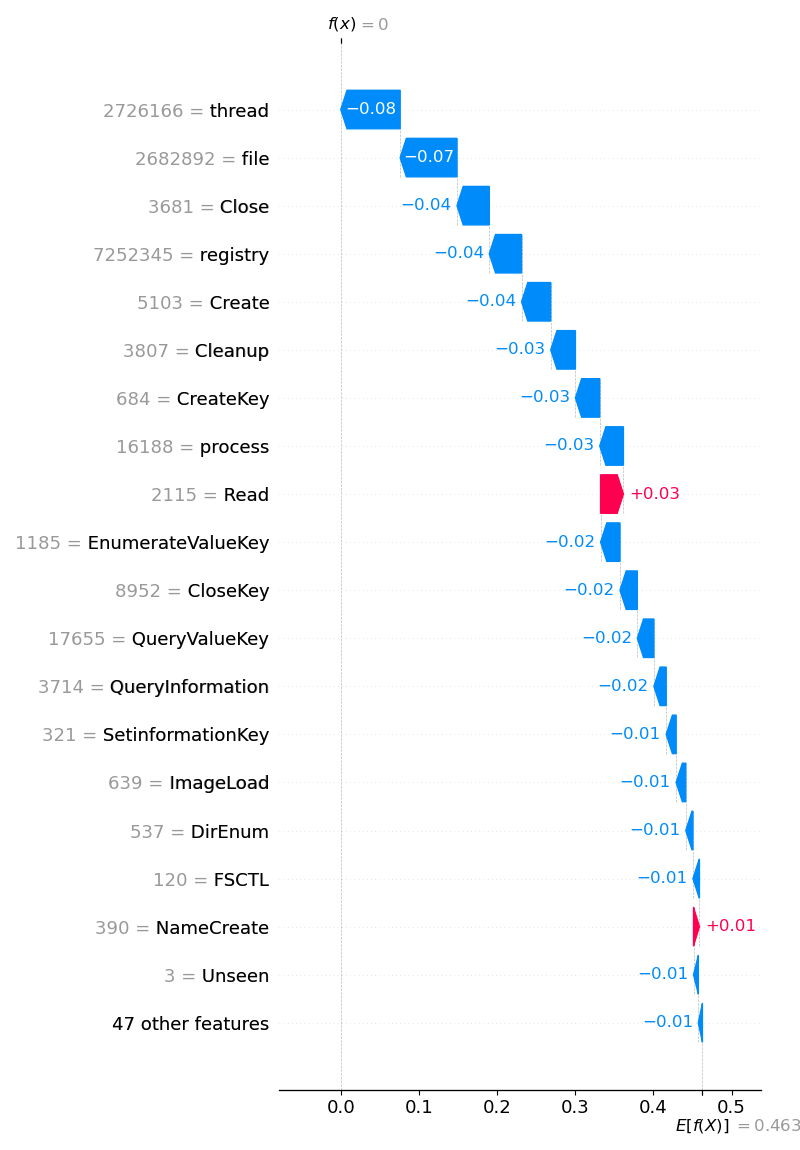 f(x) = 0
2726166 = thread −0.08
2682892 = file −0.07
3681 = Close −0.04
7252345 = registry −0.04
5103 = Create −0.04
3807 = Cleanup −0.03
684 = CreateKey −0.03
16188 = process −0.03
2115 = Read +0.03
1185 = EnumerateValueKey −0.02
8952 = CloseKey −0.02
17655 = QueryValueKey −0.02
3714 = QueryInformation −0.02
321 = SetinformationKey −0.01
639 = ImageLoad −0.01
537 = DirEnum −0.01
120 = FSCTL −0.01
390 = NameCreate +0.01
3 = Unseen −0.01
47 other features −0.01
0.0 0.1 0.2 0.3 0.4 0.5
E[f(X)] = 0.463